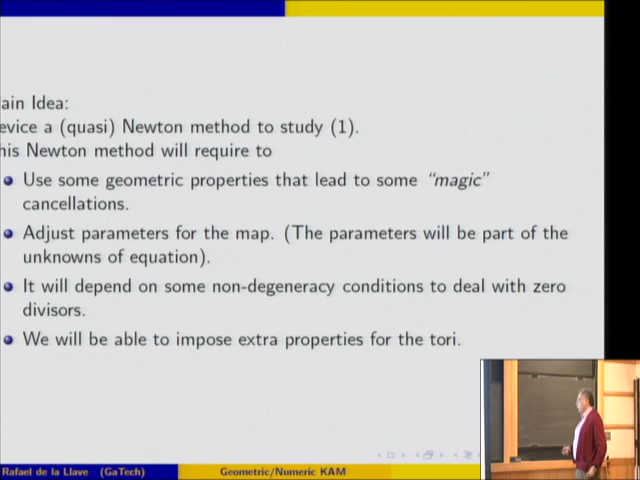 ain Idea:
evice a (quasi) Newton method to study (1).
his Newton method will require to
Use some geometric properties that lead to some “magic”
cancellations.
Adjust parameters for the map. (The parameters will be part of the
unknowns of equation).
It will depend on some non-degeneracy conditions to deal with zero
divisors.
We will be able to impose extra properties for the tori.
Rafael de la Llave (GaTech) Geometric/Numeric KAM